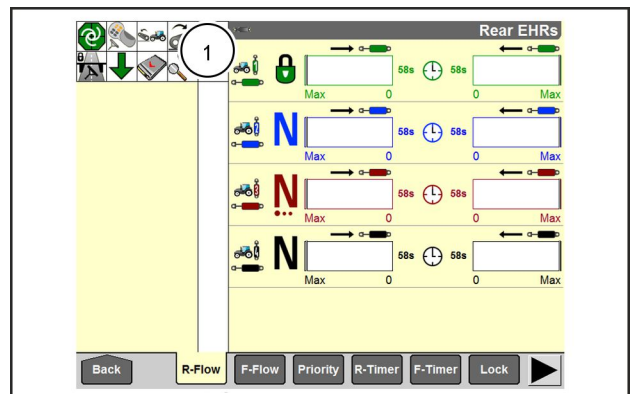 Rear EHRs
1
58s 58s
Max 0 0 Max
N 58s 58s
Max 0 0 Max
N 58s 58s
Max 0 0 Max
N 58s 58s
Max 0 0 Max
Back R-Flow F-Flow Priority R-Timer F-Timer Lock